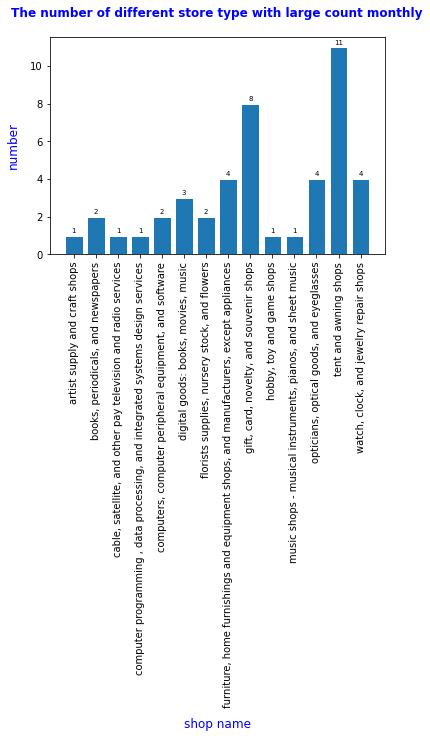 The number of different store type with large count monthly
number
10
8
6
4
2
0
1
2
1
1
2
3
2
4
8
1
1
4
11
4
artist supply and craft shops
books, periodicals, and newspapers
cable, satellite, and other pay television and radio services
computer programming , data processing, and integrated systems design services
computers, computer peripheral equipment, and software
digital goods: books, movies, music
florists supplies, nursery stock, and flowers
furniture, home furnishings and equipment shops, and manufacturers, except appliances
gift, card, novelty, and souvenir shops
hobby, toy and game shops
music shops - musical instruments, pianos, and sheet music
opticians, optical goods, and eyeglasses
tent and awning shops
watch, clock, and jewelry repair shops
shop name